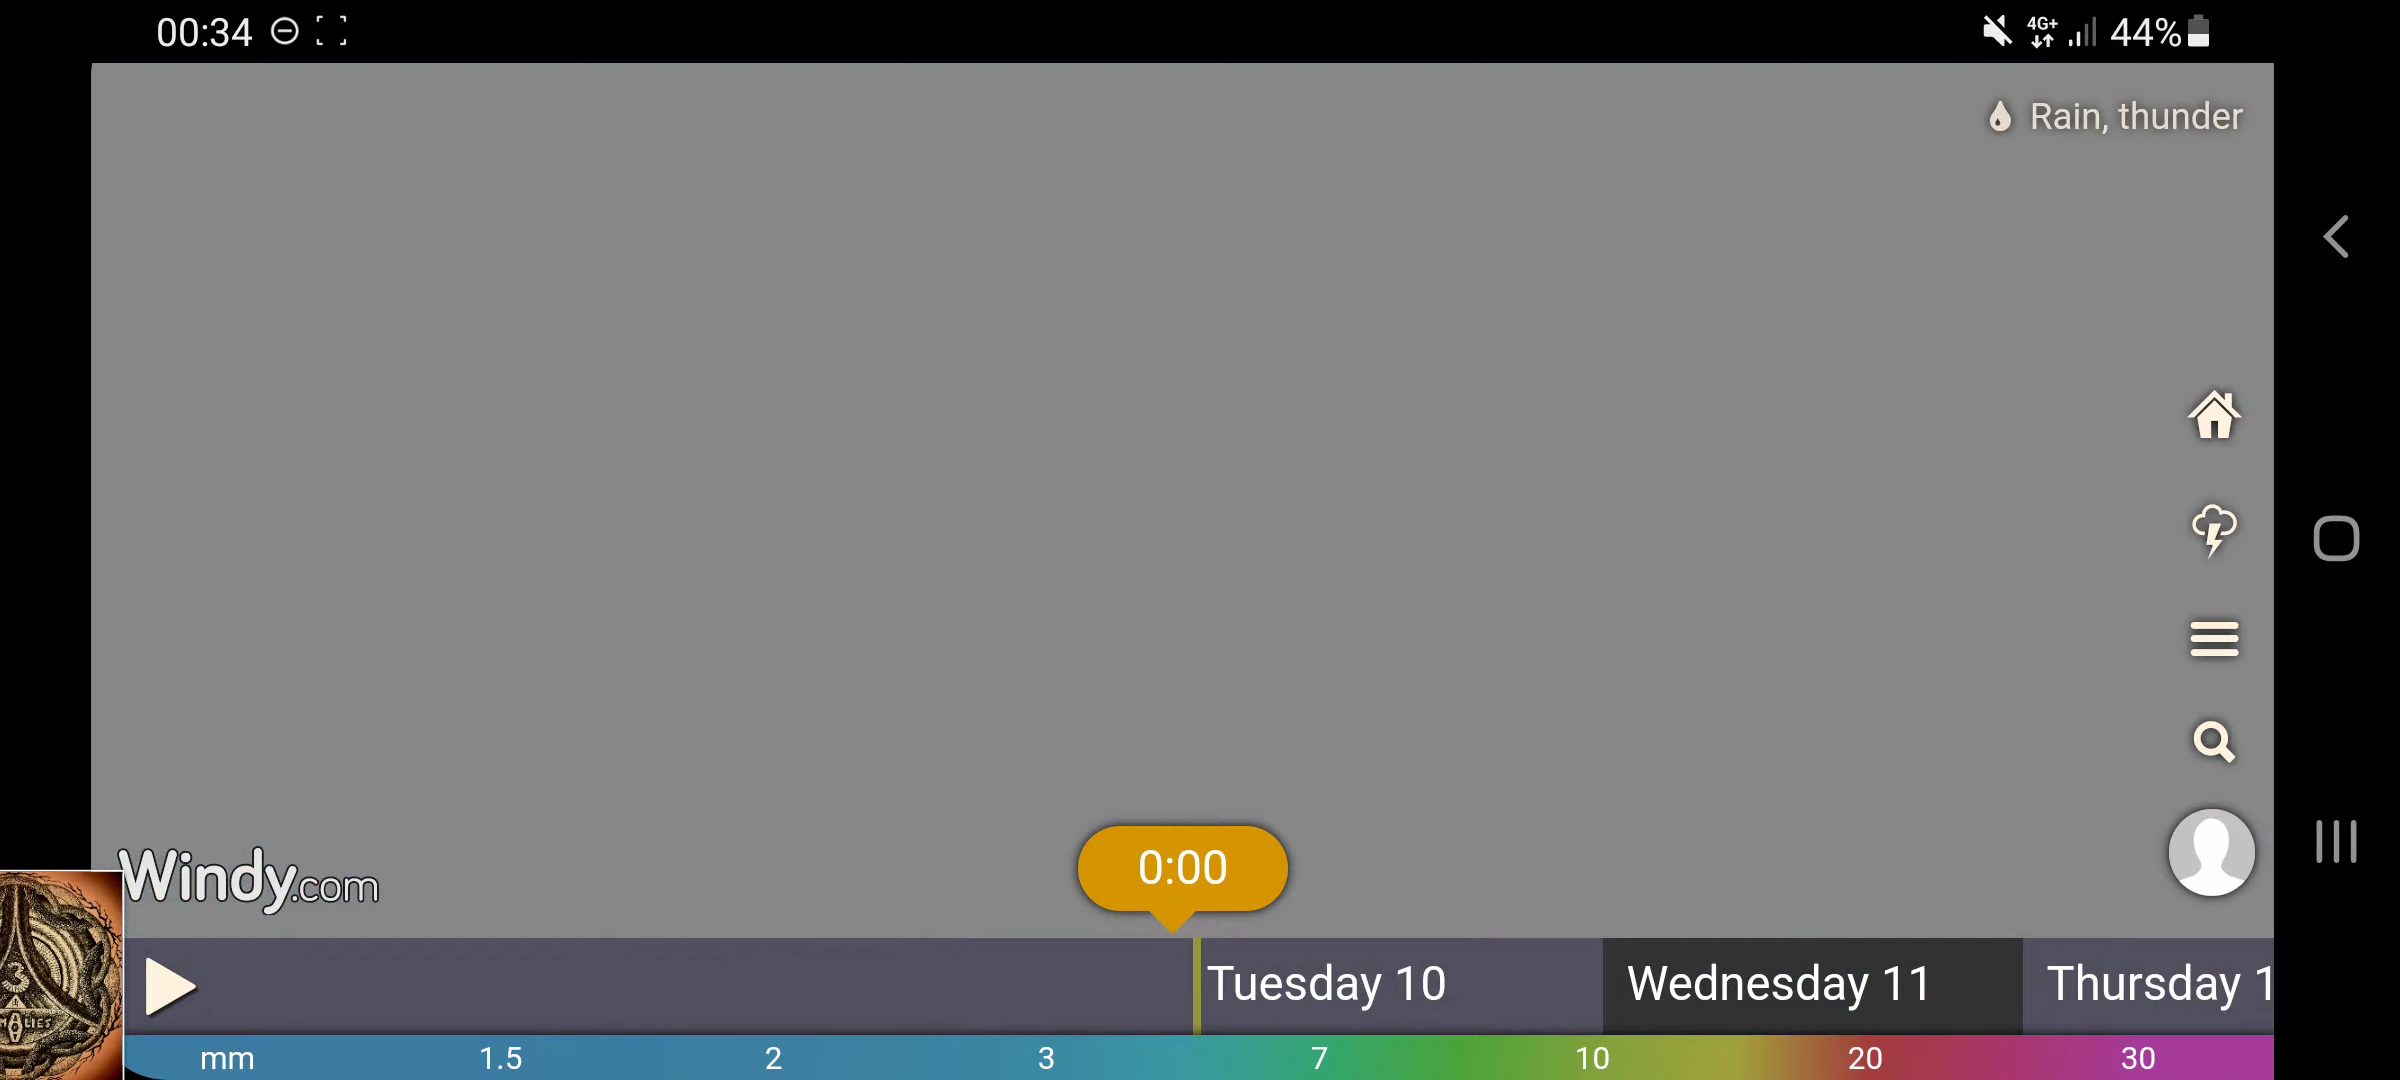 00:34
4G+ 44%
Rain, thunder
Windy.com
0:00
Tuesday 10 Wednesday 11 Thursday 1
mm 1.5 2 3 7 10 20 30